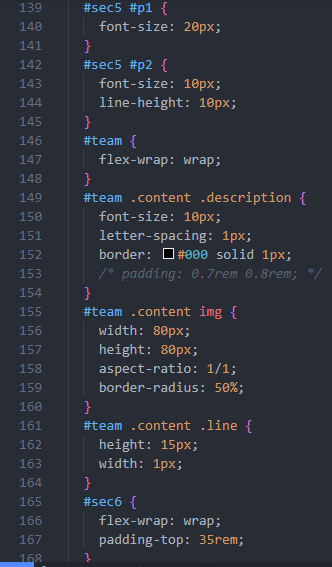 139 #sec5 #p1 {
140 font-size: 20px;
141 }
142 #sec5 #p2 {
143 font-size: 10px;
144 line-height: 10px;
145 }
146 #team {
147 flex-wrap: wrap;
148 }
149 #team .content .description {
150 font-size: 10px;
151 letter-spacing: 1px;
152 border: #000 solid 1px;
153 /* padding: 0.7rem 0.8rem; */
154 }
155 #team .content img {
156 width: 80px;
157 height: 80px;
158 aspect-ratio: 1/1;
159 border-radius: 50%;
160 }
161 #team .content .line {
162 height: 15px;
163 width: 1px;
164 }
165 #sec6 {
166 flex-wrap: wrap;
167 padding-top: 35rem;
168 }